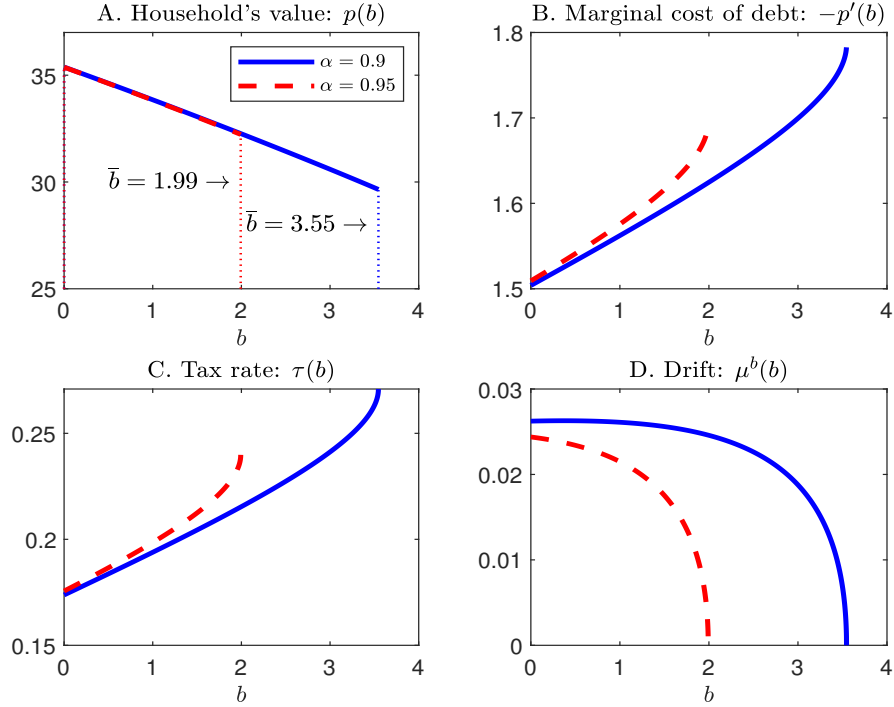 A. Household's value: p(b)
35
30
25
0
1
2
3
4
b
α = 0.9
α = 0.95
b̅ = 1.99 →
b̅ = 3.55 →
B. Marginal cost of debt: −p′(b)
1.8
1.7
1.6
1.5
0
1
2
3
4
b
C. Tax rate: τ(b)
0.25
0.2
0.15
0
1
2
3
4
b
D. Drift: μᵇ(b)
0.03
0.02
0.01
0
0
1
2
3
4
b